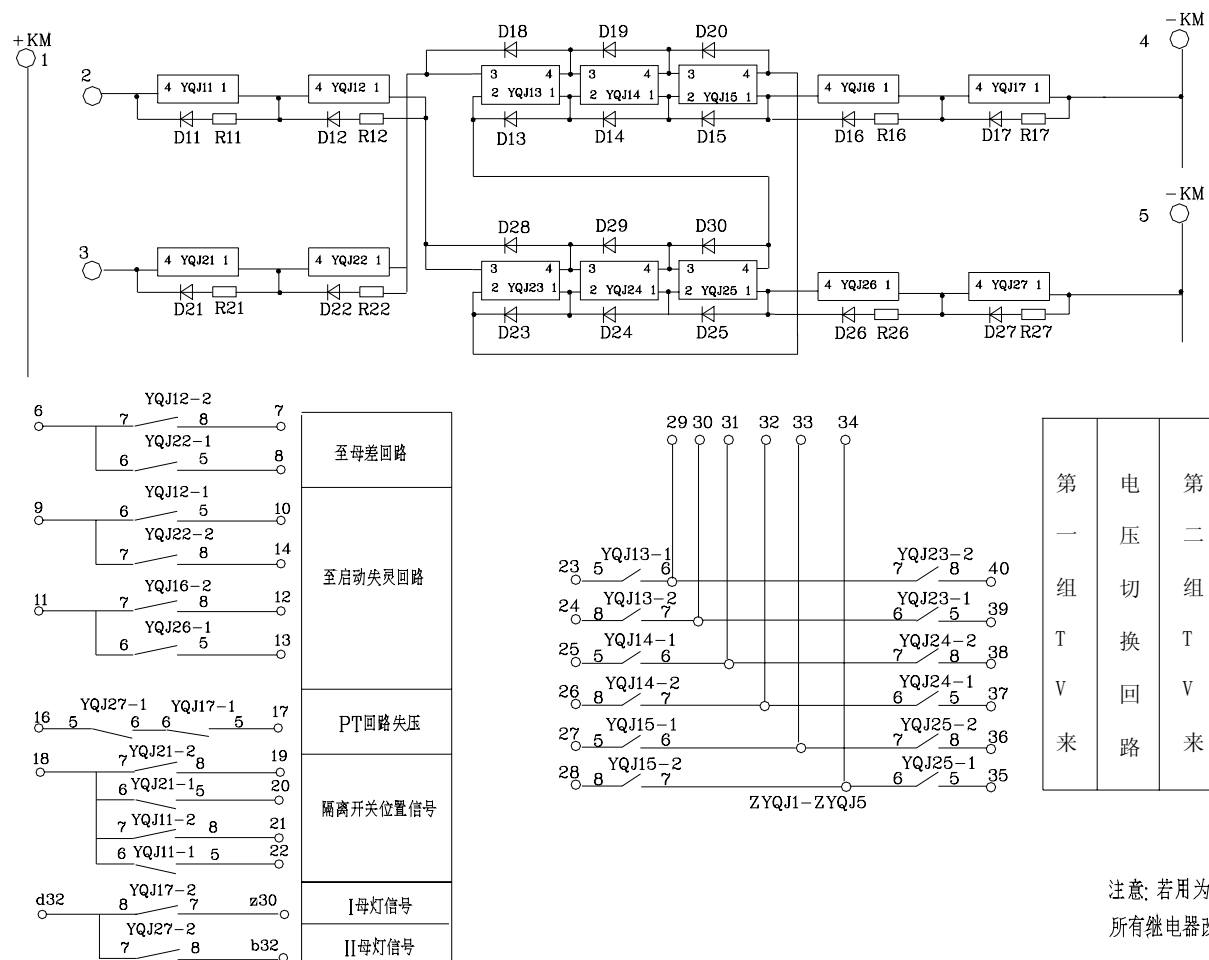 +KM
1
2
4 YQJ11 1
D11 R11
4 YQJ12 1
D12 R12
D18 D19 D20
3 4
2 YQJ13 1
3 4
2 YQJ14 1
3 4
2 YQJ15 1
D13 D14 D15
4 YQJ16 1
D16 R16
4 YQJ17 1
D17 R17
-KM
4
3
4 YQJ21 1
D21 R21
4 YQJ22 1
D22 R22
D28 D29 D30
3 4
2 YQJ23 1
3 4
2 YQJ24 1
3 4
2 YQJ25 1
D23 D24 D25
4 YQJ26 1
D26 R26
4 YQJ27 1
D27 R27
-KM
5
6 YQJ12-2 7
7 8
YQJ22-1
6 5 8
至母差回路
YQJ12-1
9 6 5 10
YQJ22-2
7 8 14
至启动失灵回路
YQJ16-2
11 7 8 12
YQJ26-1
6 5 13
YQJ27-1 YQJ17-1
16 5 6 6 5 17
PT回路失压
YQJ21-2
18 7 8 19
6 YQJ21-1 5 20
7 YQJ11-2 8 21
6 YQJ11-1 5 22
隔离开关位置信号
YQJ17-2
d32 8 7 z30
I母灯信号
YQJ27-2
7 8 b32
II母灯信号
29 30 31 32 33 34
23 5 YQJ13-1 6
YQJ23-2
7 8 40
24 8 YQJ13-2 7
YQJ23-1
6 5 39
25 5 YQJ14-1 6
YQJ24-2
7 8 38
26 8 YQJ14-2 7
YQJ24-1
6 5 37
27 5 YQJ15-1 6
YQJ25-2
7 8 36
28 8 YQJ15-2 7
YQJ25-1
6 5 35
ZYQJ1-ZYQJ5
第一组TV来
电压切换回路
第二组TV来
注意: 若用为
所有继电器